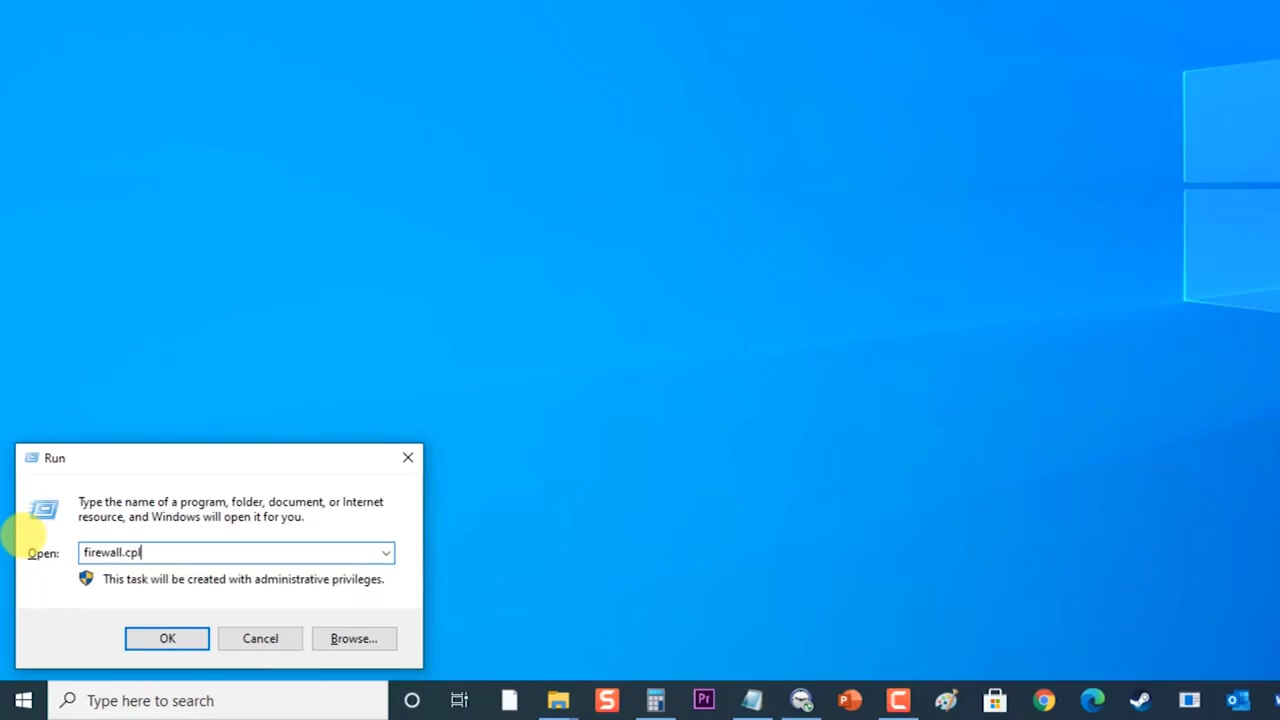 Run
Type the name of a program, folder, document, or Internet
resource, and Windows will open it for you.
Open: firewall.cpl
This task will be created with administrative privileges.
OK Cancel Browse...
Type here to search
S Pr P C